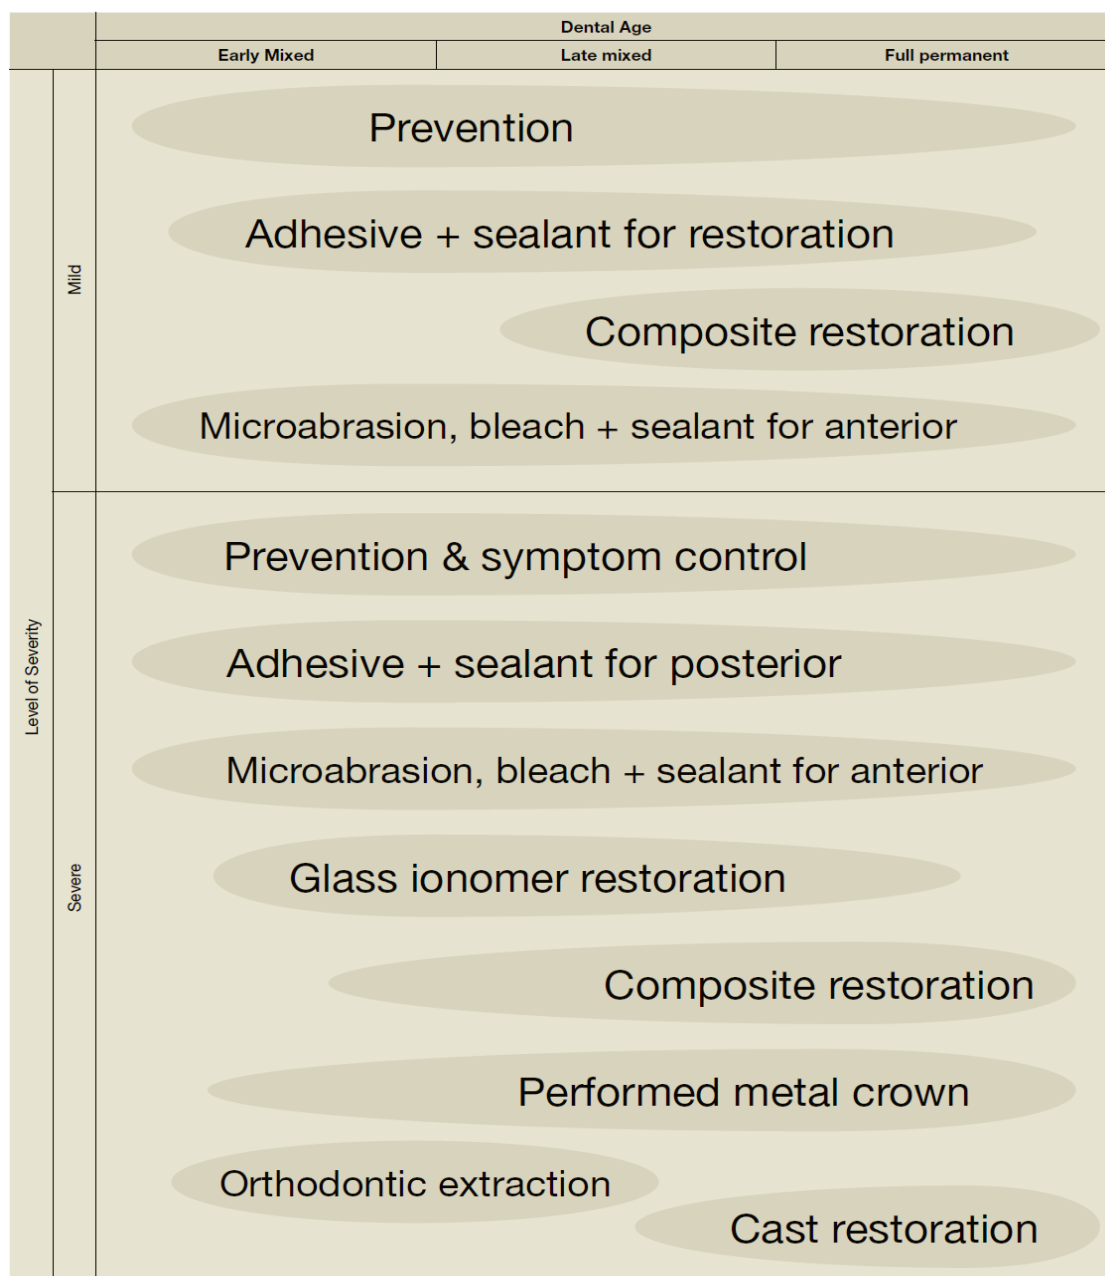 Dental Age
Early Mixed
Late mixed
Full permanent
Level of Severity
Mild
Prevention
Adhesive + sealant for restoration
Composite restoration
Microabrasion, bleach + sealant for anterior
Severe
Prevention & symptom control
Adhesive + sealant for posterior
Microabrasion, bleach + sealant for anterior
Glass ionomer restoration
Composite restoration
Performed metal crown
Orthodontic extraction
Cast restoration